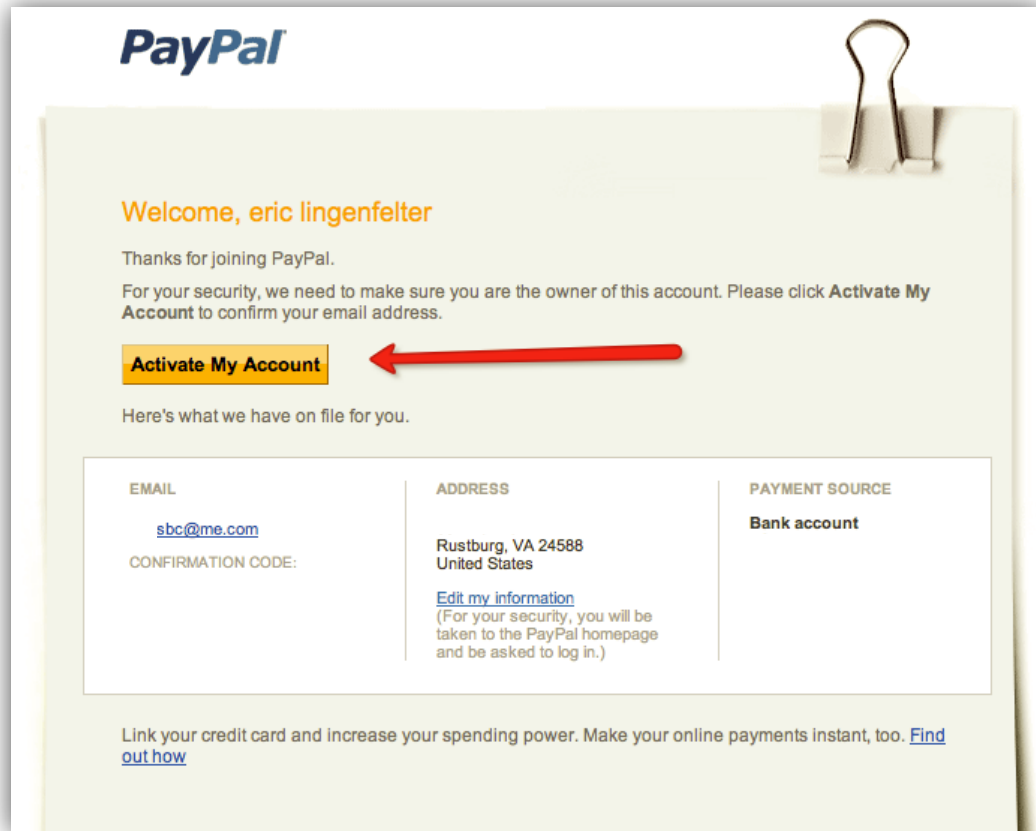 PayPal
Welcome, eric lingenfelter
Thanks for joining PayPal.
For your security, we need to make sure you are the owner of this account. Please click Activate My
Account to confirm your email address.
Activate My Account
Here's what we have on file for you.
EMAIL
sbc@me.com
CONFIRMATION CODE:
ADDRESS
Rustburg, VA 24588
United States
Edit my information
(For your security, you will be
taken to the PayPal homepage
and be asked to log in.)
PAYMENT SOURCE
Bank account
Link your credit card and increase your spending power. Make your online payments instant, too. Find
out how